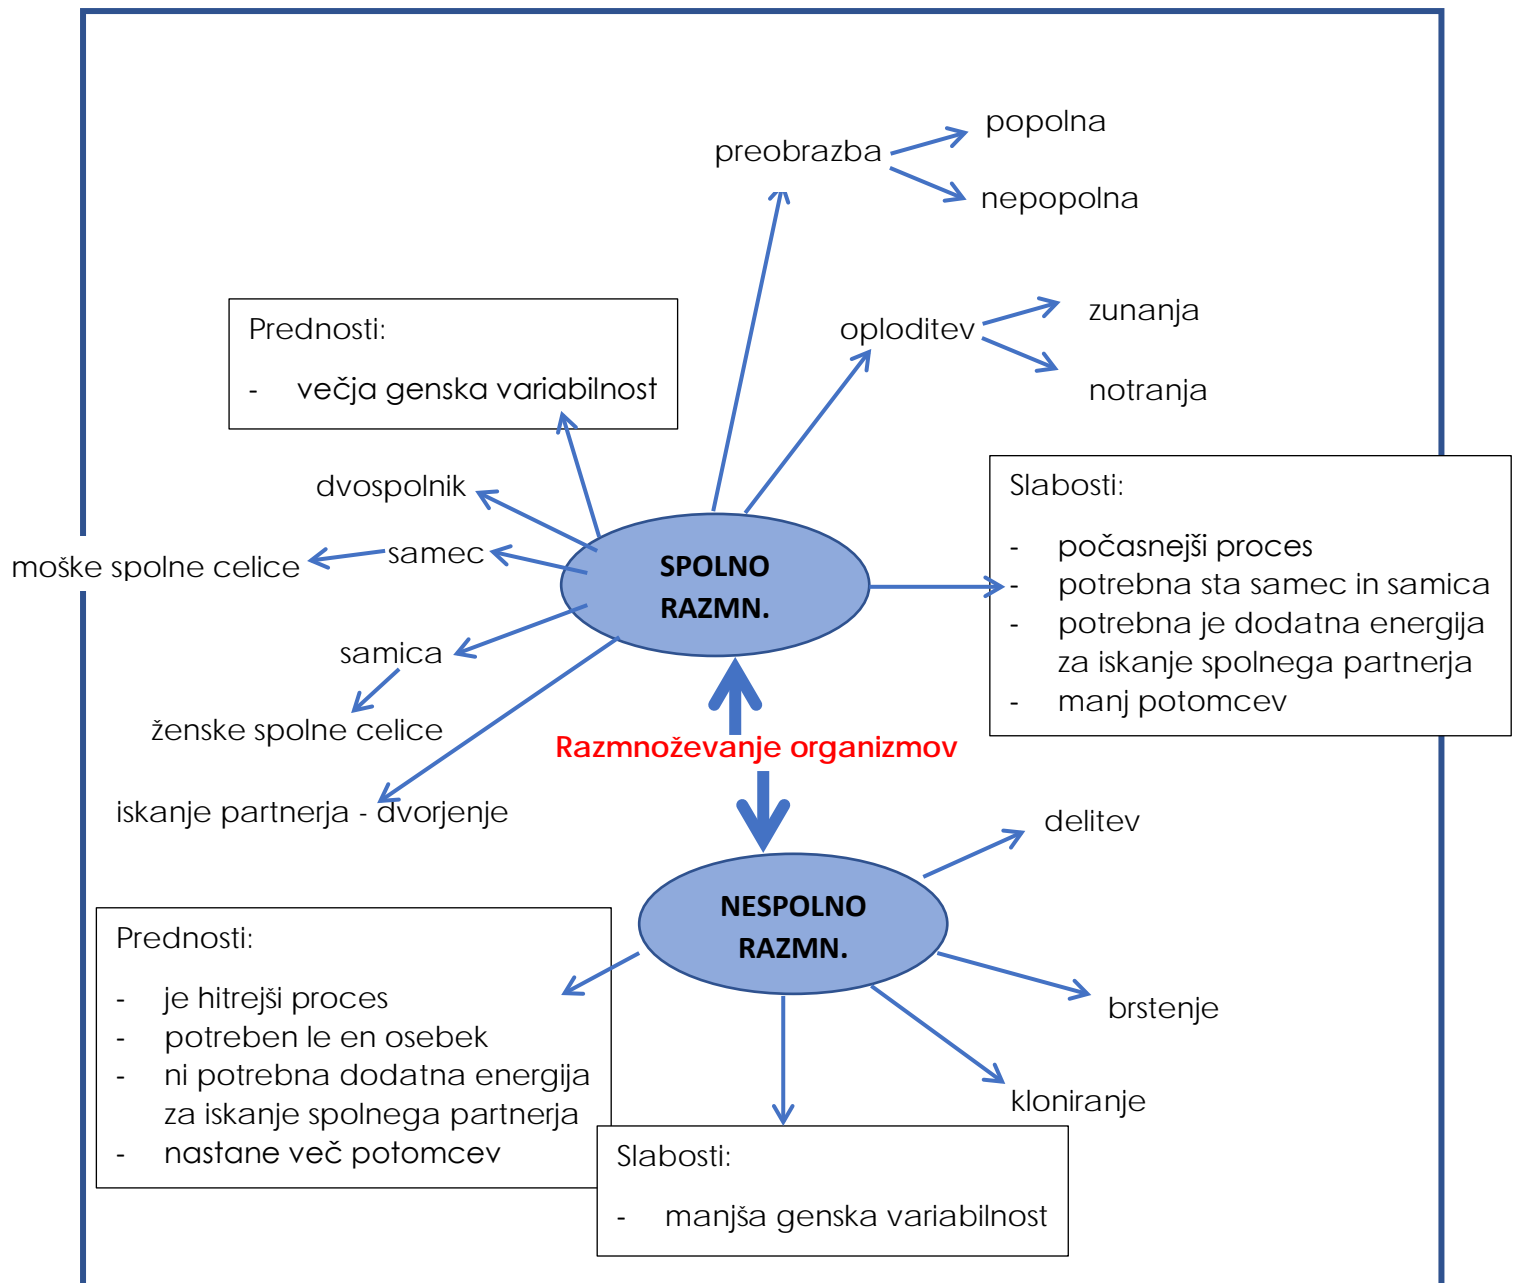 popolna
preobrazba
nepopolna
zunanja
oploditev
notranja
Prednosti:
- večja genska variabilnost
dvospolnik
samec
moške spolne celice
samica
ženske spolne celice
iskanje partnerja - dvorjenje
SPOLNO
RAZMN.
Slabosti:
- počasnejši proces
- potrebna sta samec in samica
- potrebna je dodatna energija
za iskanje spolnega partnerja
- manj potomcev
Razmnoževanje organizmov
delitev
NESPOLNO
RAZMN.
brstenje
kloniranje
Prednosti:
- je hitrejši proces
- potreben le en osebek
- ni potrebna dodatna energija
za iskanje spolnega partnerja
- nastane več potomcev
Slabosti:
- manjša genska variabilnost